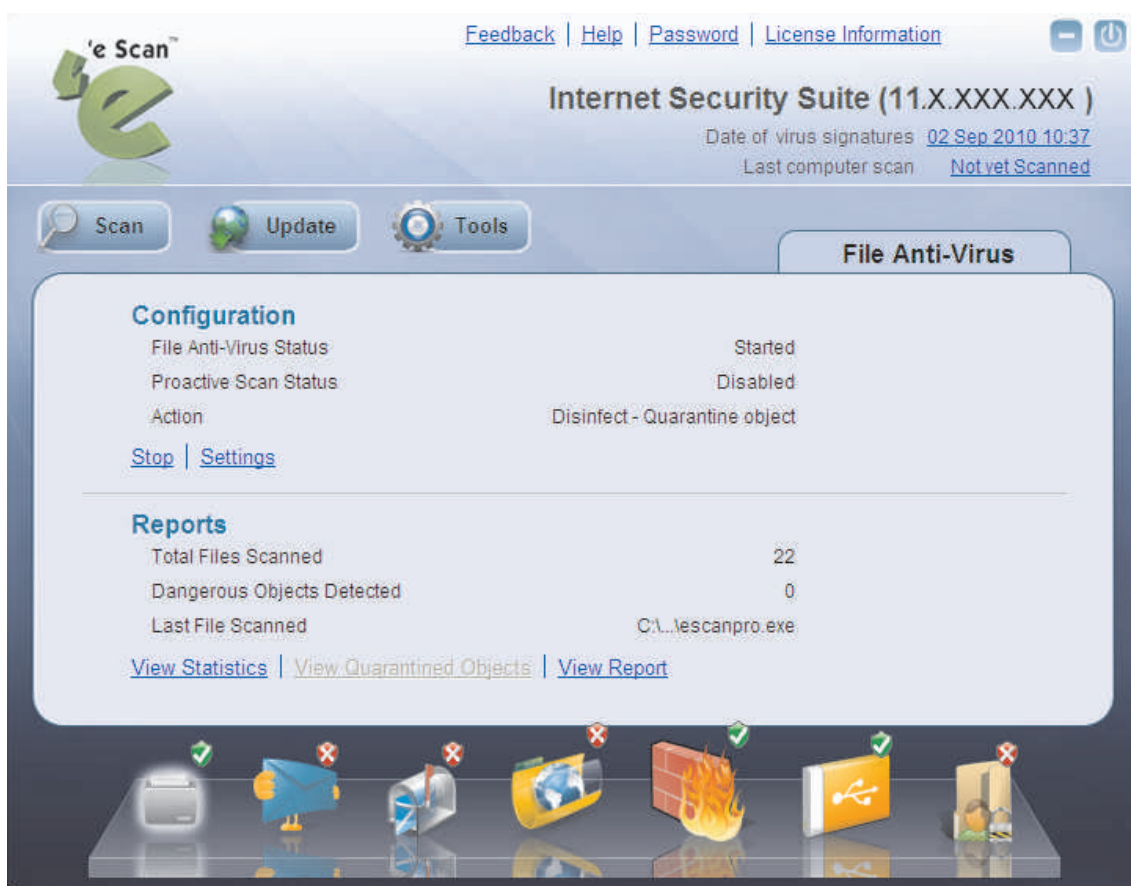 'e Scan™
Feedback | Help | Password | License Information
Internet Security Suite (11.X.XXX.XXX )
Date of virus signatures 02 Sep 2010 10:37
Last computer scan Not yet Scanned
Scan Update Tools
File Anti-Virus
Configuration
File Anti-Virus Status Started
Proactive Scan Status Disabled
Action Disinfect - Quarantine object
Stop | Settings
Reports
Total Files Scanned 22
Dangerous Objects Detected 0
Last File Scanned C:\...\escanpro.exe
View Statistics | View Quarantined Objects | View Report